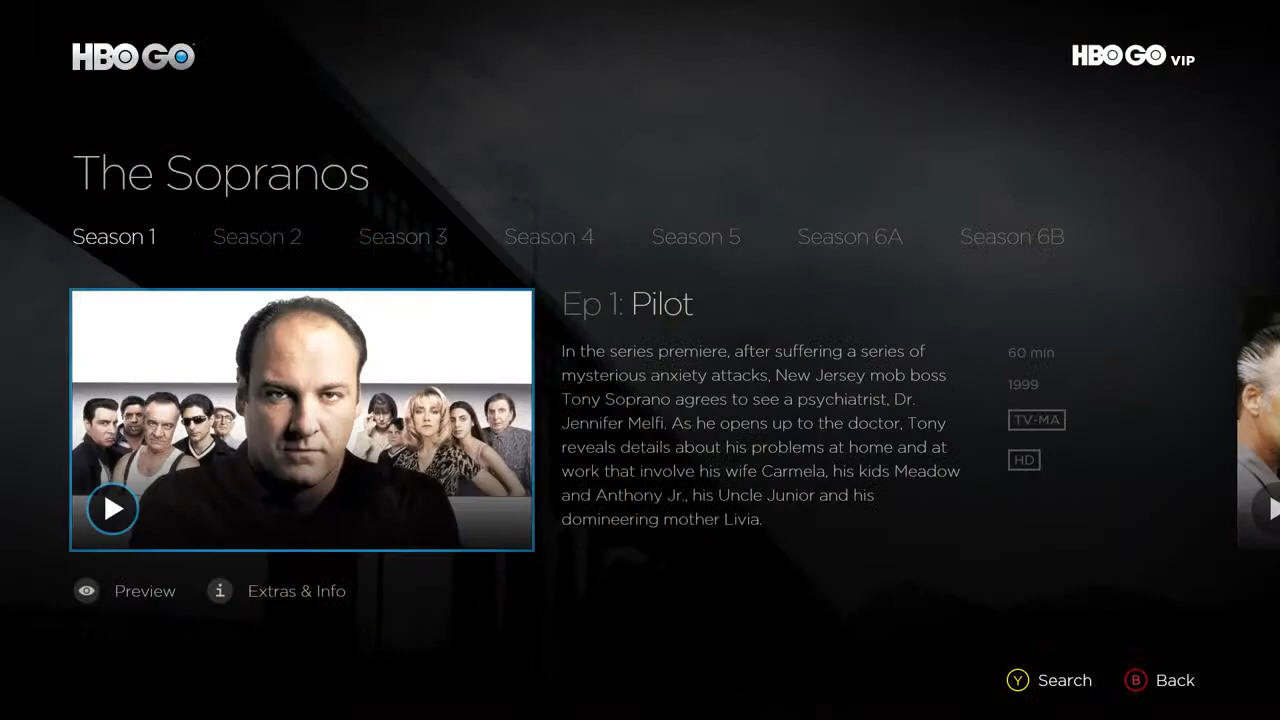 HBO GO
HBO GO VIP
The Sopranos
Season 1 Season 2 Season 3 Season 4 Season 5 Season 6A Season 6B
Ep 1: Pilot
In the series premiere, after suffering a series of
mysterious anxiety attacks, New Jersey mob boss
Tony Soprano agrees to see a psychiatrist, Dr.
Jennifer Melfi. As he opens up to the doctor, Tony
reveals details about his problems at home and at
work that involve his wife Carmela, his kids Meadow
and Anthony Jr., his Uncle Junior and his
domineering mother Livia.
60 min
1999
TV-MA
HD
Preview
i Extras & Info
Y Search
B Back